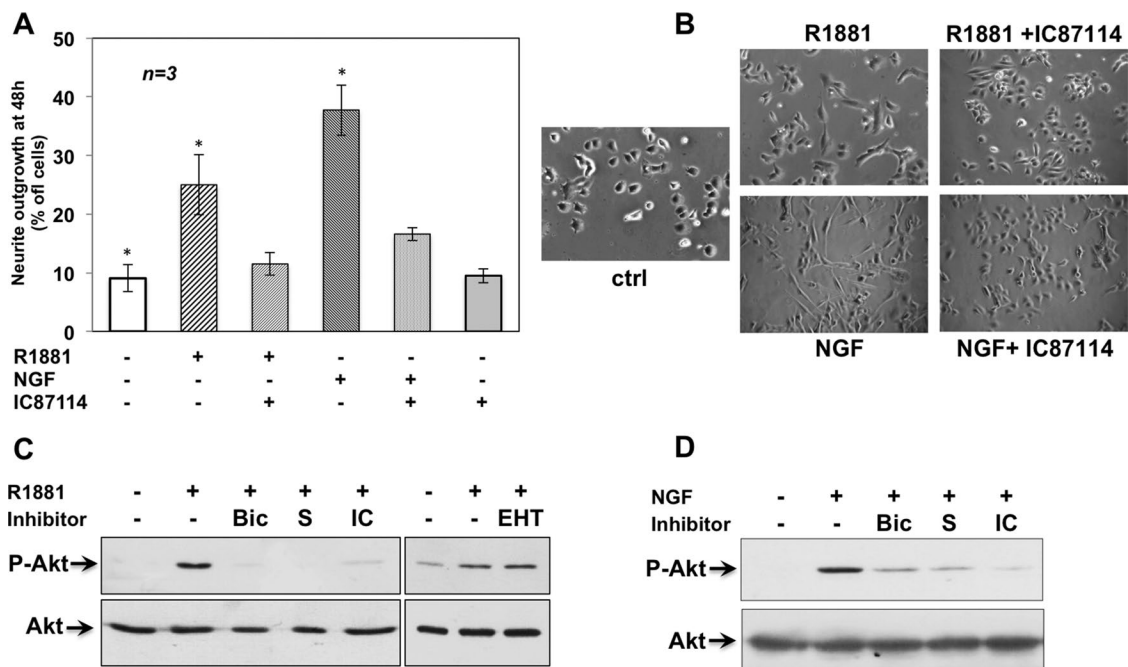 A
50
40
30
20
10
0
Neurite outgrowth at 48h
(% ofl cells)
n=3
*
*
*
R1881 - + + - - -
NGF - - - + + -
IC87114 - - + - + +
ctrl
B
R1881 R1881 +IC87114
NGF NGF+ IC87114
C
R1881 - + + + + - + +
Inhibitor - - Bic S IC - - EHT
P-Akt
Akt
D
NGF - + + + +
Inhibitor - - Bic S IC
P-Akt
Akt